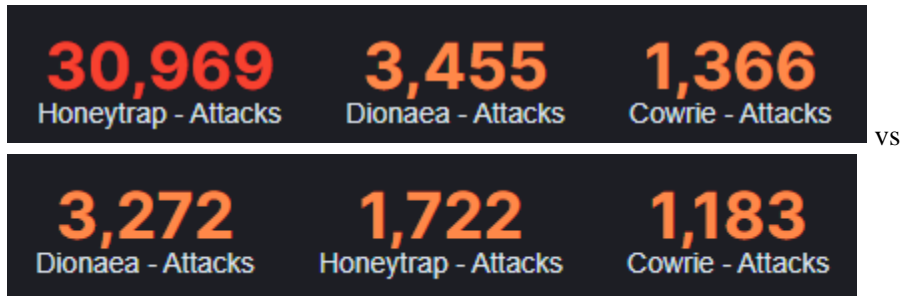 30,969 3,455 1,366
Honeytrap - Attacks Dionaea - Attacks Cowrie - Attacks
vs
3,272 1,722 1,183
Dionaea - Attacks Honeytrap - Attacks Cowrie - Attacks